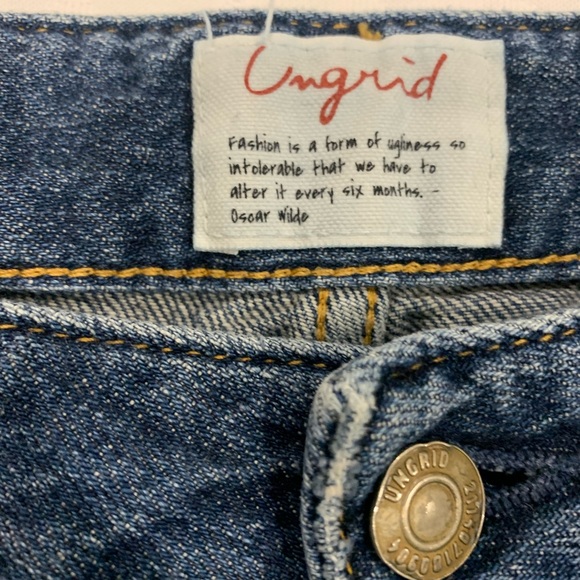 Ungrid
Fashion is a form of ugliness so
intolerable that we have to
alter it every six months. -
Oscar Wilde
UNGRID